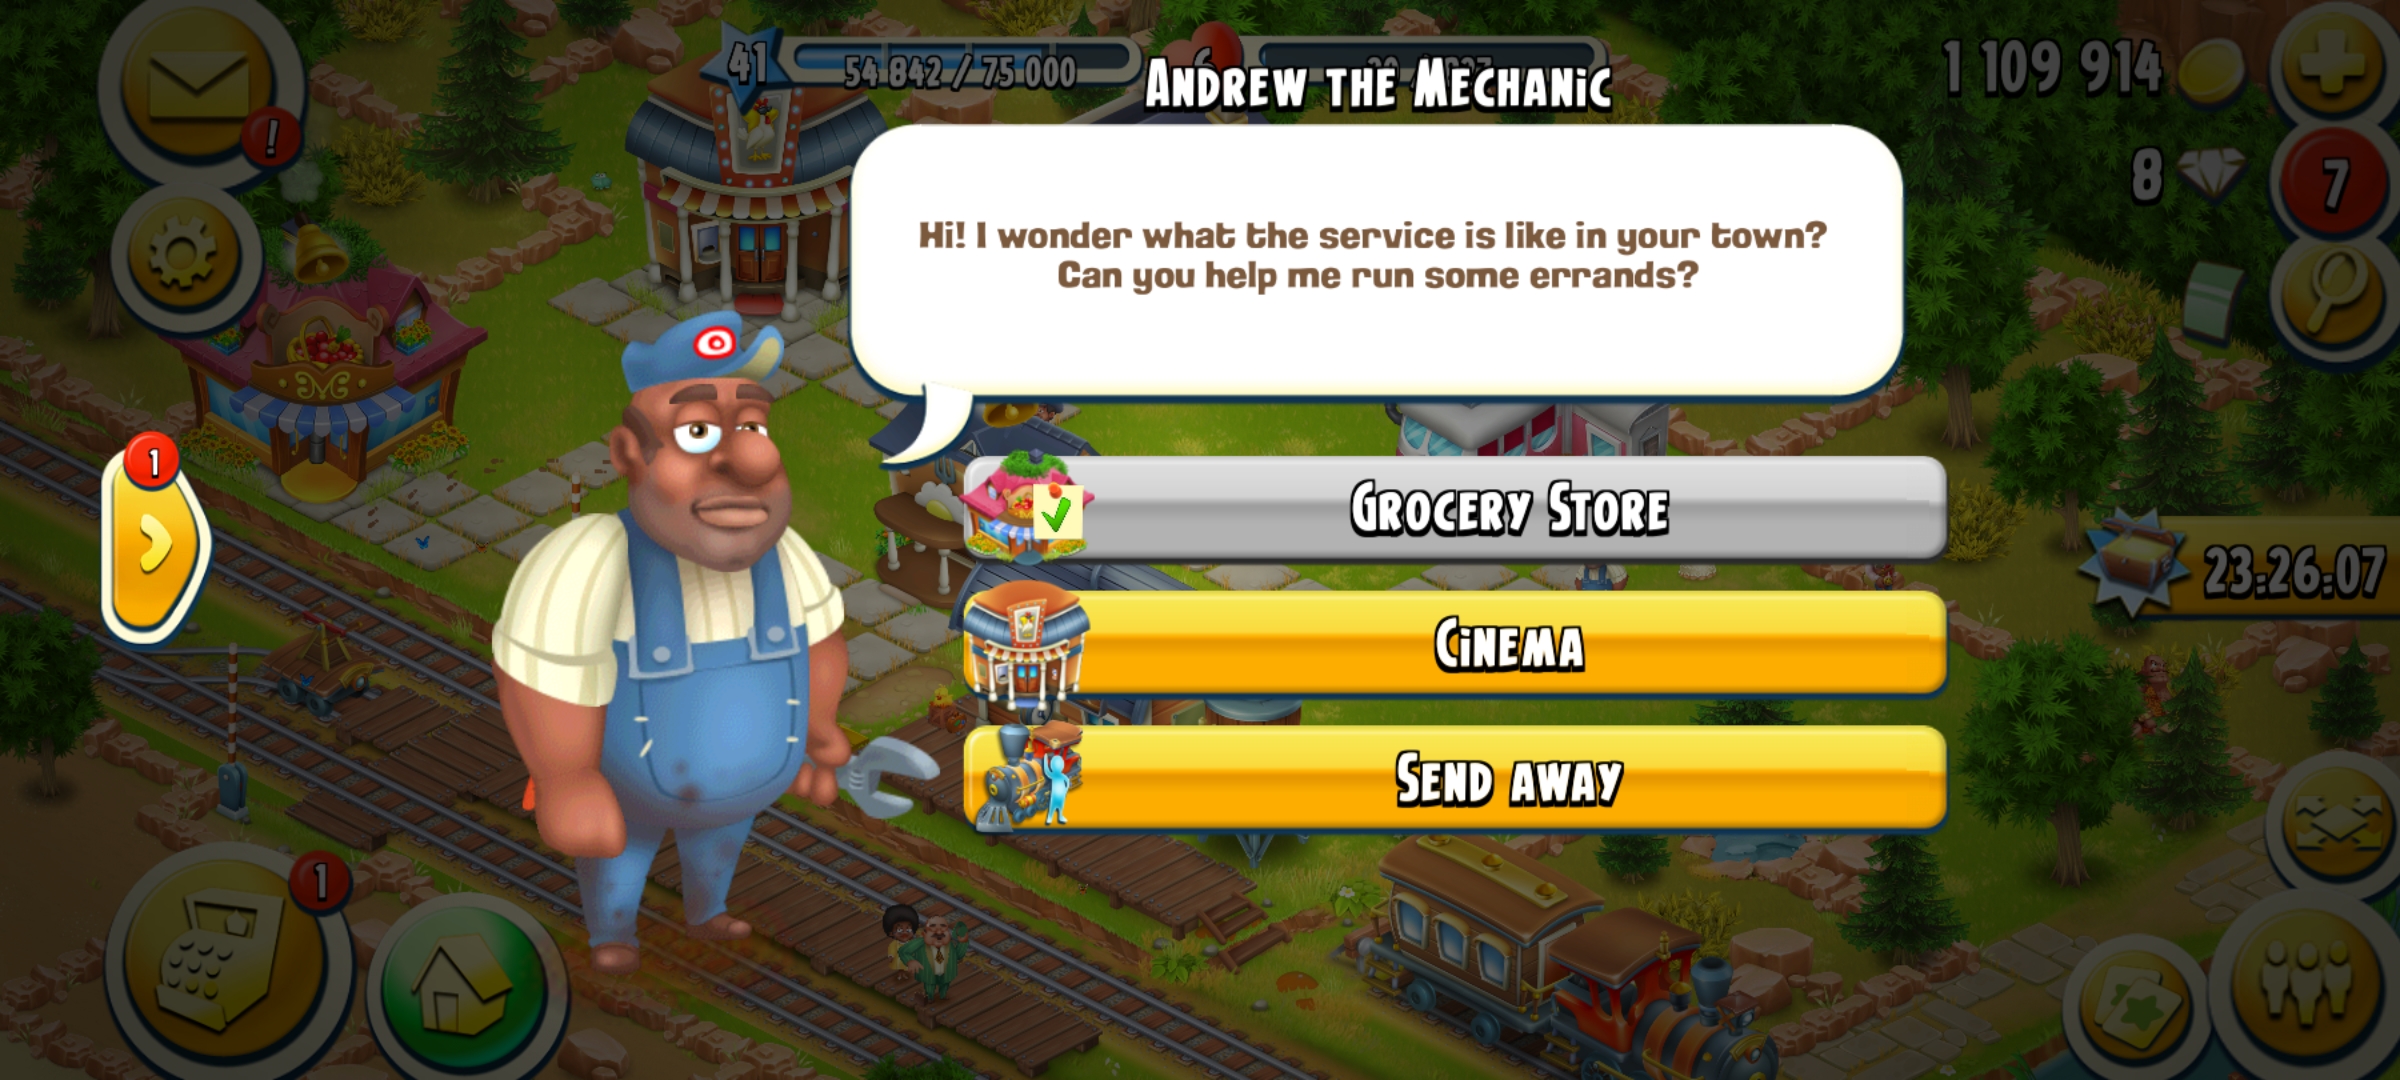 41
54 842 / 75 000
6
1 109 914
ANDREW THE MECHANIC
!
8
7
Hi! I wonder what the service is like in your town?
Can you help me run some errands?
1
GROCERY STORE
23:26:07
CINEMA
SEND AWAY
1